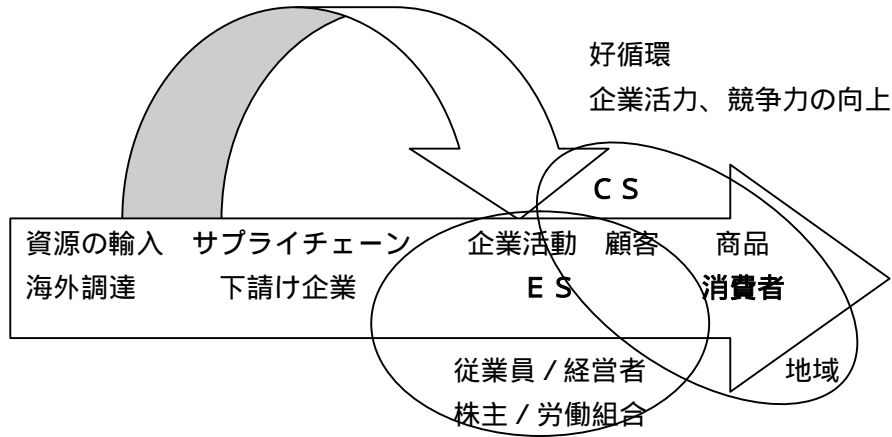 好循環
企業活力、競争力の向上
ＣＳ
資源の輸入 サプライチェーン 企業活動 顧客 商品
海外調達 下請け企業 ＥＳ 消費者
従業員 / 経営者 地域
株主 / 労働組合